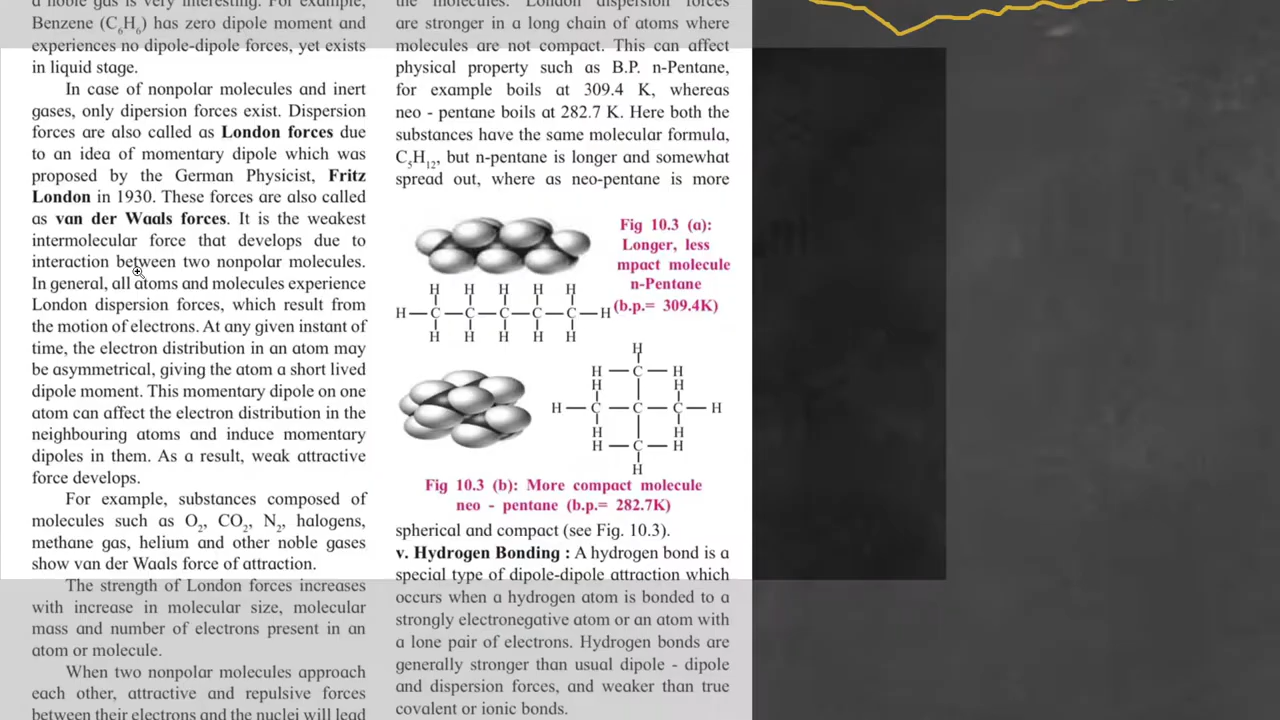 a noble gas is very interesting. For example,
Benzene (C₆H₆) has zero dipole moment and
experiences no dipole-dipole forces, yet exists
in liquid stage.
In case of nonpolar molecules and inert
gases, only dipersion forces exist. Dispersion
forces are also called as London forces due
to an idea of momentary dipole which was
proposed by the German Physicist, Fritz
London in 1930. These forces are also called
as van der Waals forces. It is the weakest
intermolecular force that develops due to
interaction between two nonpolar molecules.
In general, all atoms and molecules experience
London dispersion forces, which result from
the motion of electrons. At any given instant of
time, the electron distribution in an atom may
be asymmetrical, giving the atom a short lived
dipole moment. This momentary dipole on one
atom can affect the electron distribution in the
neighbouring atoms and induce momentary
dipoles in them. As a result, weak attractive
force develops.
For example, substances composed of
molecules such as O₂, CO₂, N₂, halogens,
methane gas, helium and other noble gases
show van der Waals force of attraction.
The strength of London forces increases
with increase in molecular size, molecular
mass and number of electrons present in an
atom or molecule.
When two nonpolar molecules approach
each other, attractive and repulsive forces
between their electrons and the nuclei will lead
the molecules. London dispersion forces
are stronger in a long chain of atoms where
molecules are not compact. This can affect
physical property such as B.P. n-Pentane,
for example boils at 309.4 K, whereas
neo - pentane boils at 282.7 K. Here both the
substances have the same molecular formula,
C₅H₁₂, but n-pentane is longer and somewhat
spread out, where as neo-pentane is more
Fig 10.3 (a):
Longer, less
mpact molecule
n-Pentane
(b.p.= 309.4K)
H H H H H
H — C — C — C — C — C — H
H H H H H
H
H — C — H
H H
H — C — C — C — H
H H
H — C — H
H
Fig 10.3 (b): More compact molecule
neo - pentane (b.p.= 282.7K)
spherical and compact (see Fig. 10.3).
v. Hydrogen Bonding : A hydrogen bond is a
special type of dipole-dipole attraction which
occurs when a hydrogen atom is bonded to a
strongly electronegative atom or an atom with
a lone pair of electrons. Hydrogen bonds are
generally stronger than usual dipole - dipole
and dispersion forces, and weaker than true
covalent or ionic bonds.